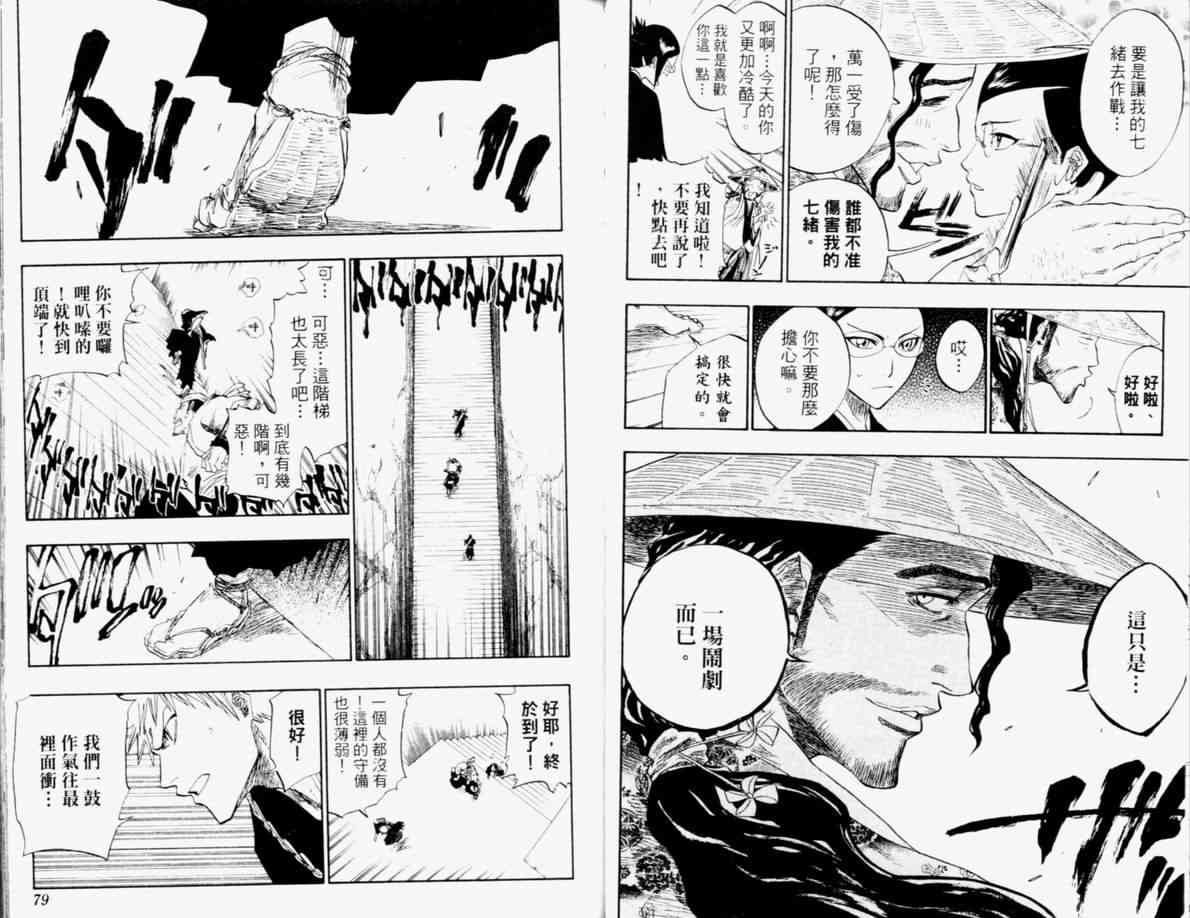 要是讓我的七
緒去作戰…
萬一受了傷
，那怎麼得
了呢！
誰都不准
傷害我的
七緒。
啊啊…今天的你
又更加冷酷了。
我就是喜歡
你這一點…
我知道啦！
不要再說了
，快點去吧
！
好啦、
好啦。
哎…
你不要那麼
擔心嘛。
很快就會
搞定的。
這只是…
一場鬧劇
而已。
可…
可惡…這階梯
也太長了吧…
到底有幾
階啊，可
惡！
你不要囉
哩叭嗦的
！就快到
頂端了！
好耶，終
於到了！
一個人都沒有
！這裡的守備
也很薄弱！
很好！
我們一鼓
作氣往最
裡面衝…
79